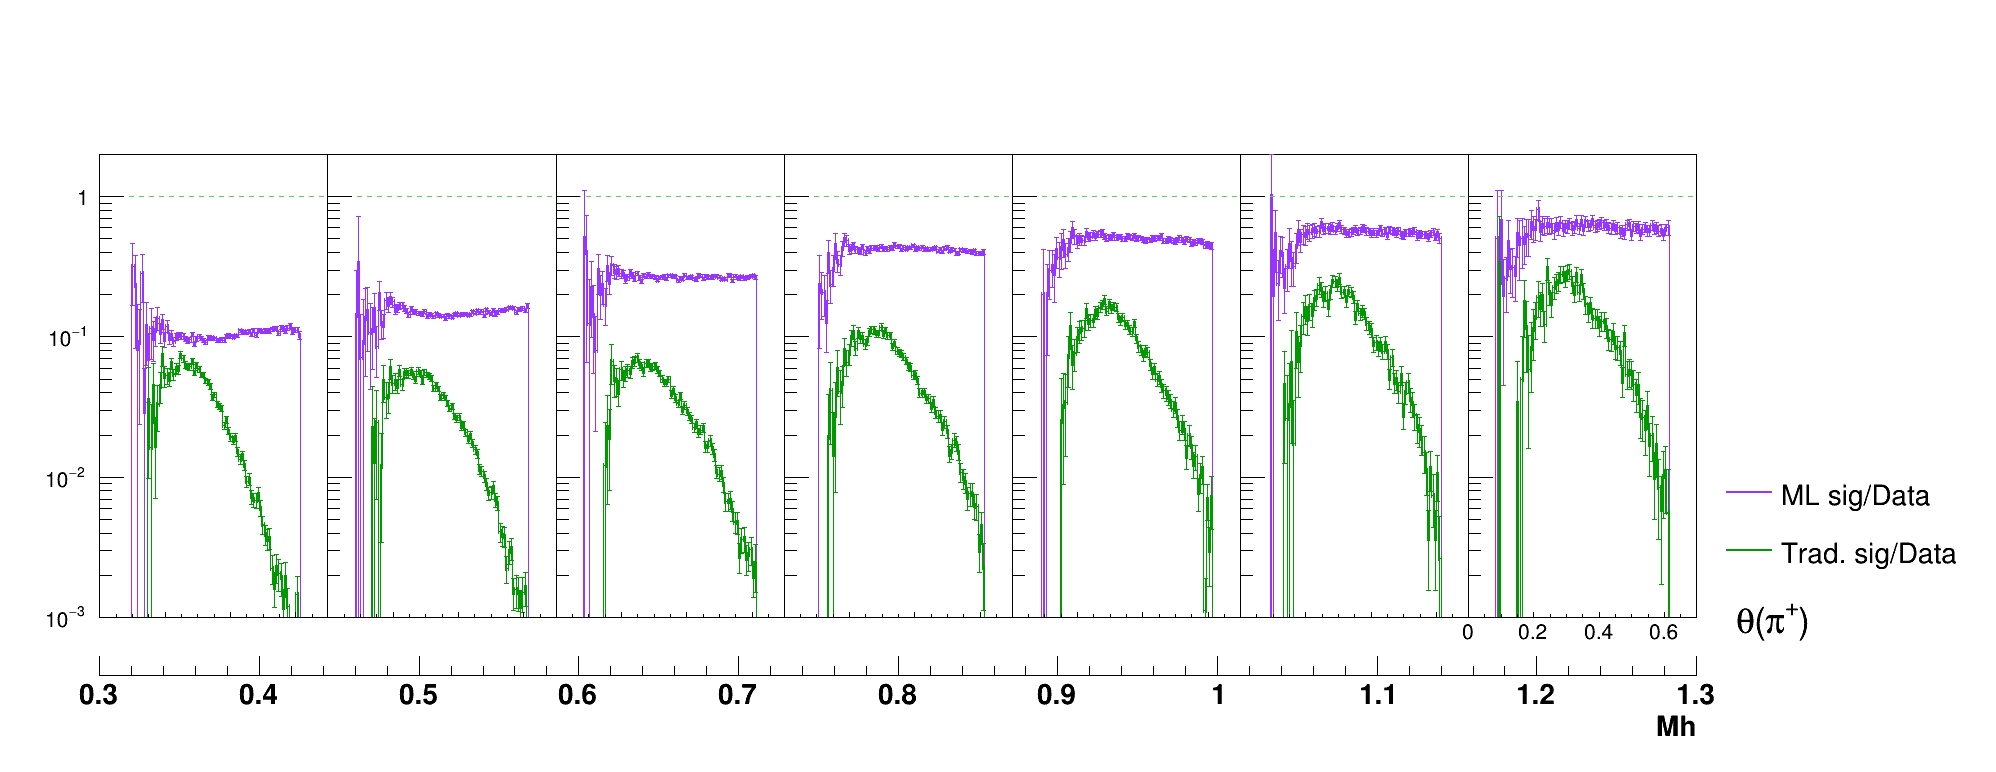 1
10⁻¹
10⁻²
10⁻³
ML sig/Data
Trad. sig/Data
θ(π⁺)
0 0.2 0.4 0.6
0.3 0.4 0.5 0.6 0.7 0.8 0.9 1 1.1 1.2 1.3
Mh